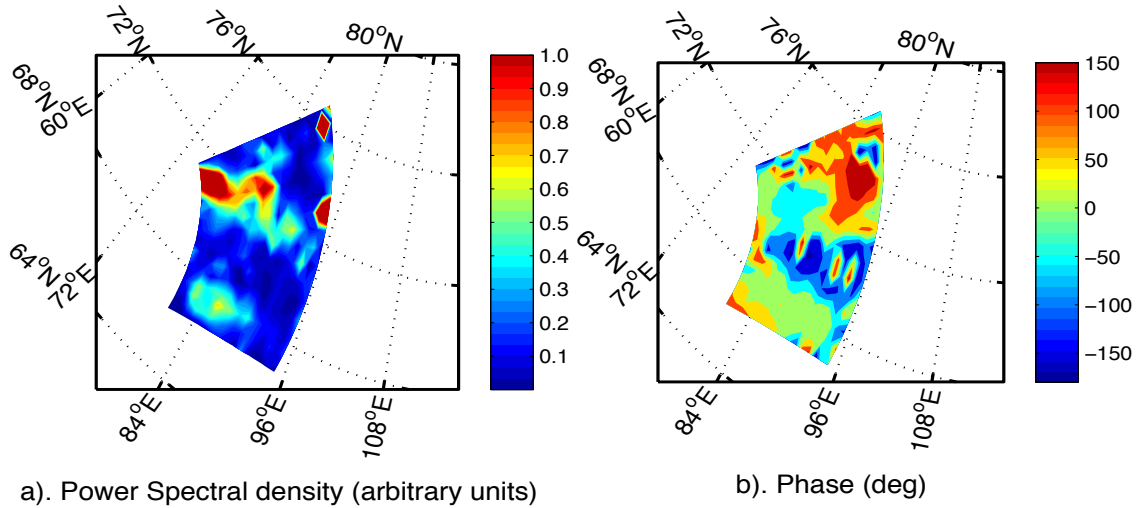 72°N
76°N
80°N
68°N
60°E
64°N
72°E
84°E
96°E
108°E
1.0
0.9
0.8
0.7
0.6
0.5
0.4
0.3
0.2
0.1
a). Power Spectral density (arbitrary units)
72°N
76°N
80°N
68°N
60°E
64°N
72°E
84°E
96°E
108°E
150
100
50
0
−50
−100
−150
b). Phase (deg)